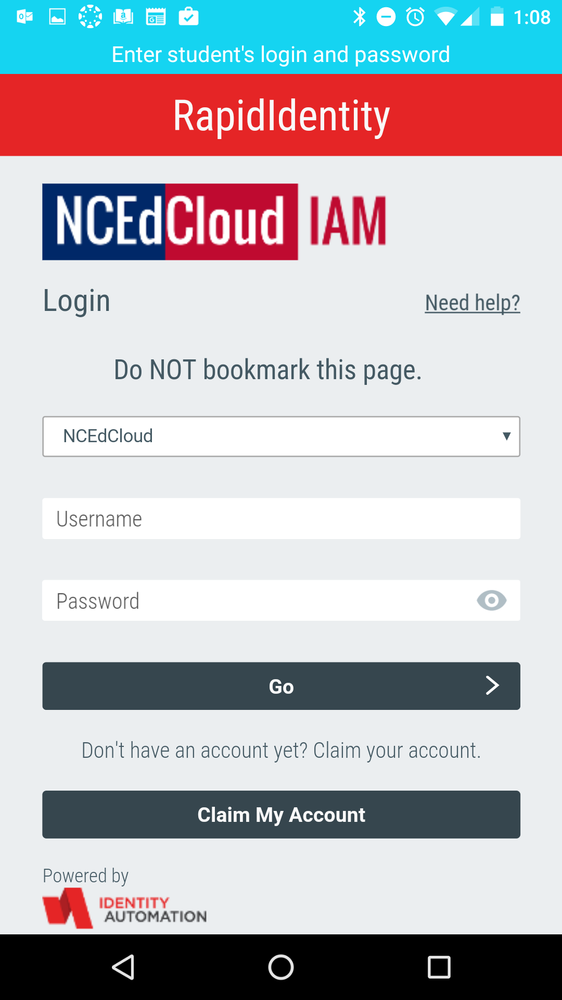 1:08
Enter student's login and password
RapidIdentity
NCEdCloud IAM
Login
Need help?
Do NOT bookmark this page.
NCEdCloud
Username
Password
Go
Don't have an account yet? Claim your account.
Claim My Account
Powered by
IDENTITY
AUTOMATION